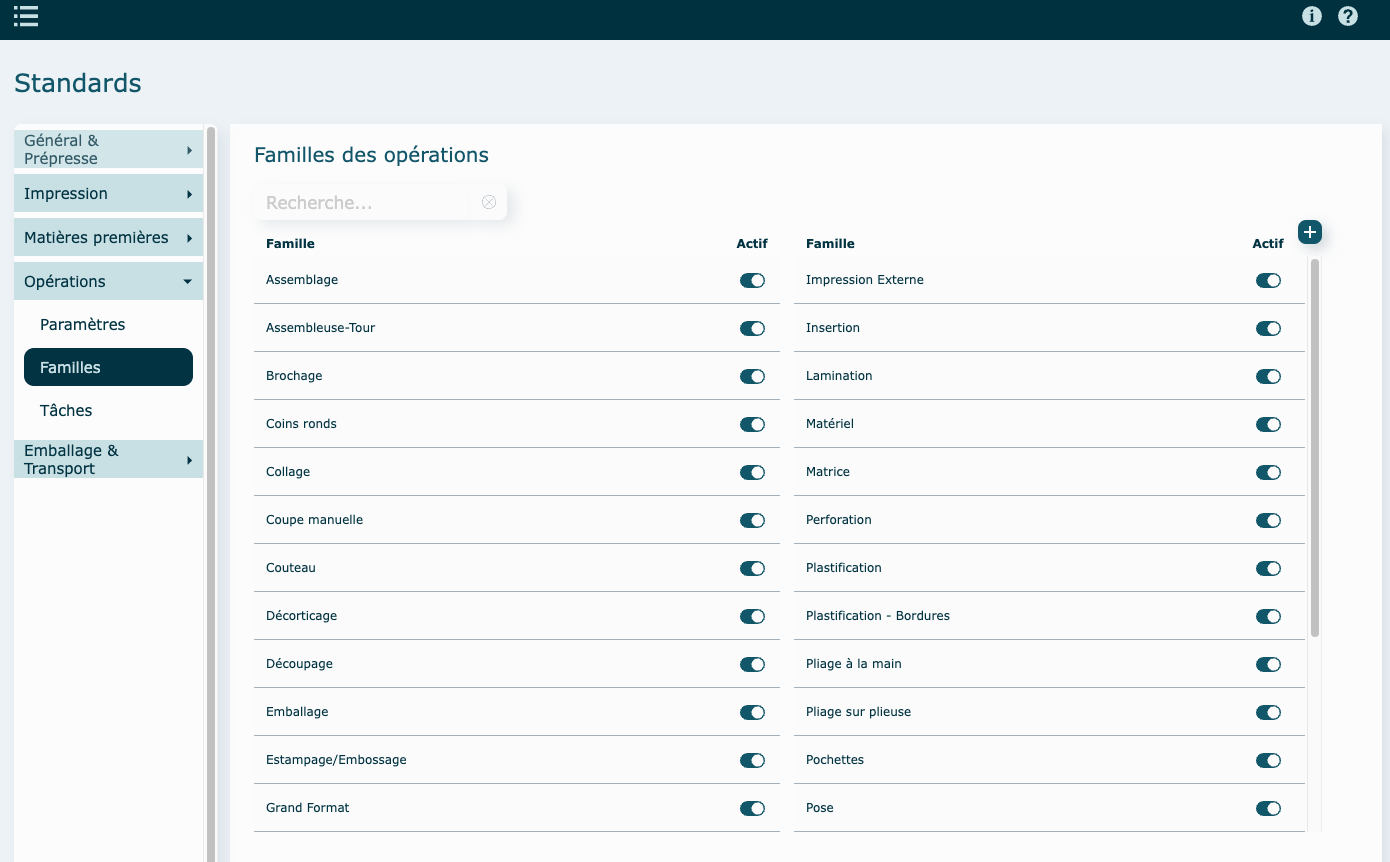 Standards
Général &
Prépresse
Impression
Matières premières
Opérations
Paramètres
Familles
Tâches
Emballage &
Transport
Familles des opérations
Recherche...
Famille Actif
Assemblage
Assembleuse-Tour
Brochage
Coins ronds
Collage
Coupe manuelle
Couteau
Décorticage
Découpage
Emballage
Estampage/Embossage
Grand Format
Famille Actif
Impression Externe
Insertion
Lamination
Matériel
Matrice
Perforation
Plastification
Plastification - Bordures
Pliage à la main
Pliage sur plieuse
Pochettes
Pose